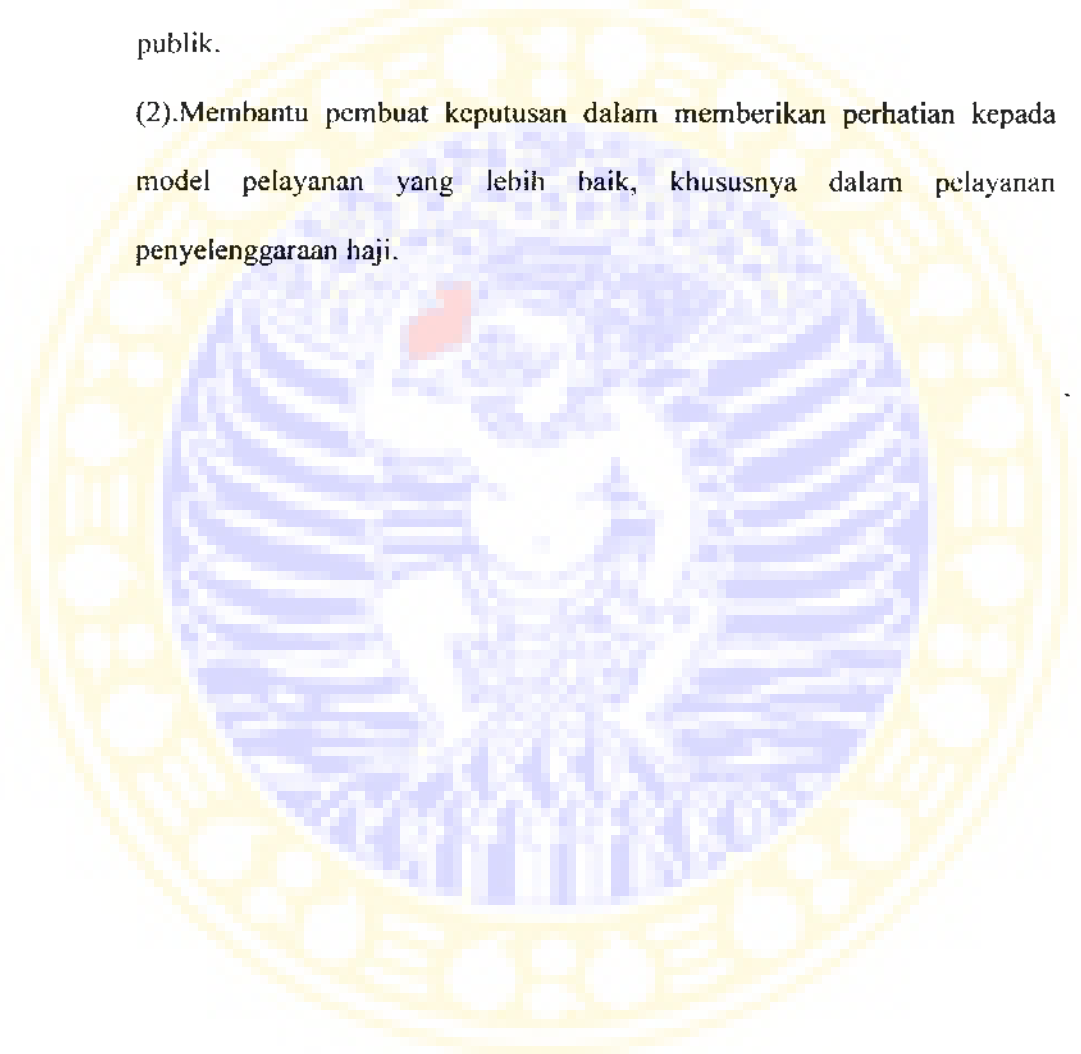 publik.
(2).Membantu pembuat keputusan dalam memberikan perhatian kepada
model pelayanan yang lebih baik, khususnya dalam pelayanan
penyelenggaraan haji.